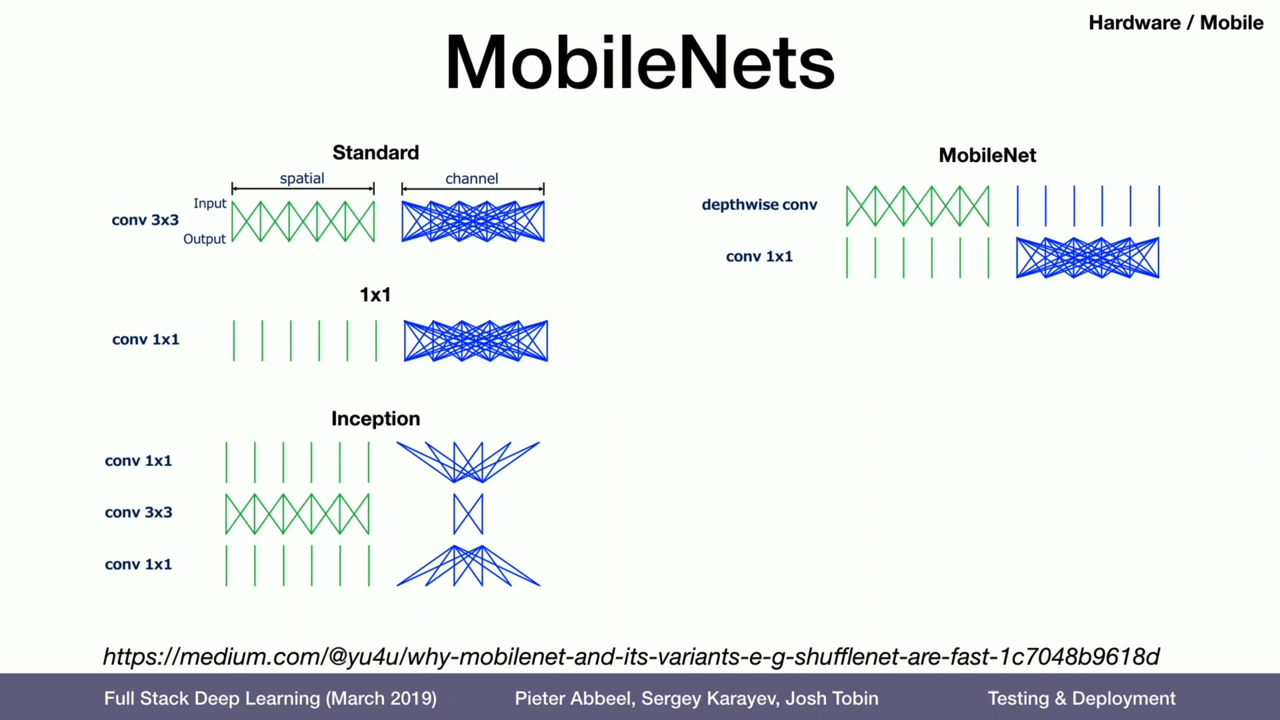 Hardware / Mobile
MobileNets
Standard
spatial
channel
Input
conv 3x3
Output
1x1
conv 1x1
Inception
conv 1x1
conv 3x3
conv 1x1
MobileNet
depthwise conv
conv 1x1
https://medium.com/@yu4u/why-mobilenet-and-its-variants-e-g-shufflenet-are-fast-1c7048b9618d
Full Stack Deep Learning (March 2019)
Pieter Abbeel, Sergey Karayev, Josh Tobin
Testing & Deployment